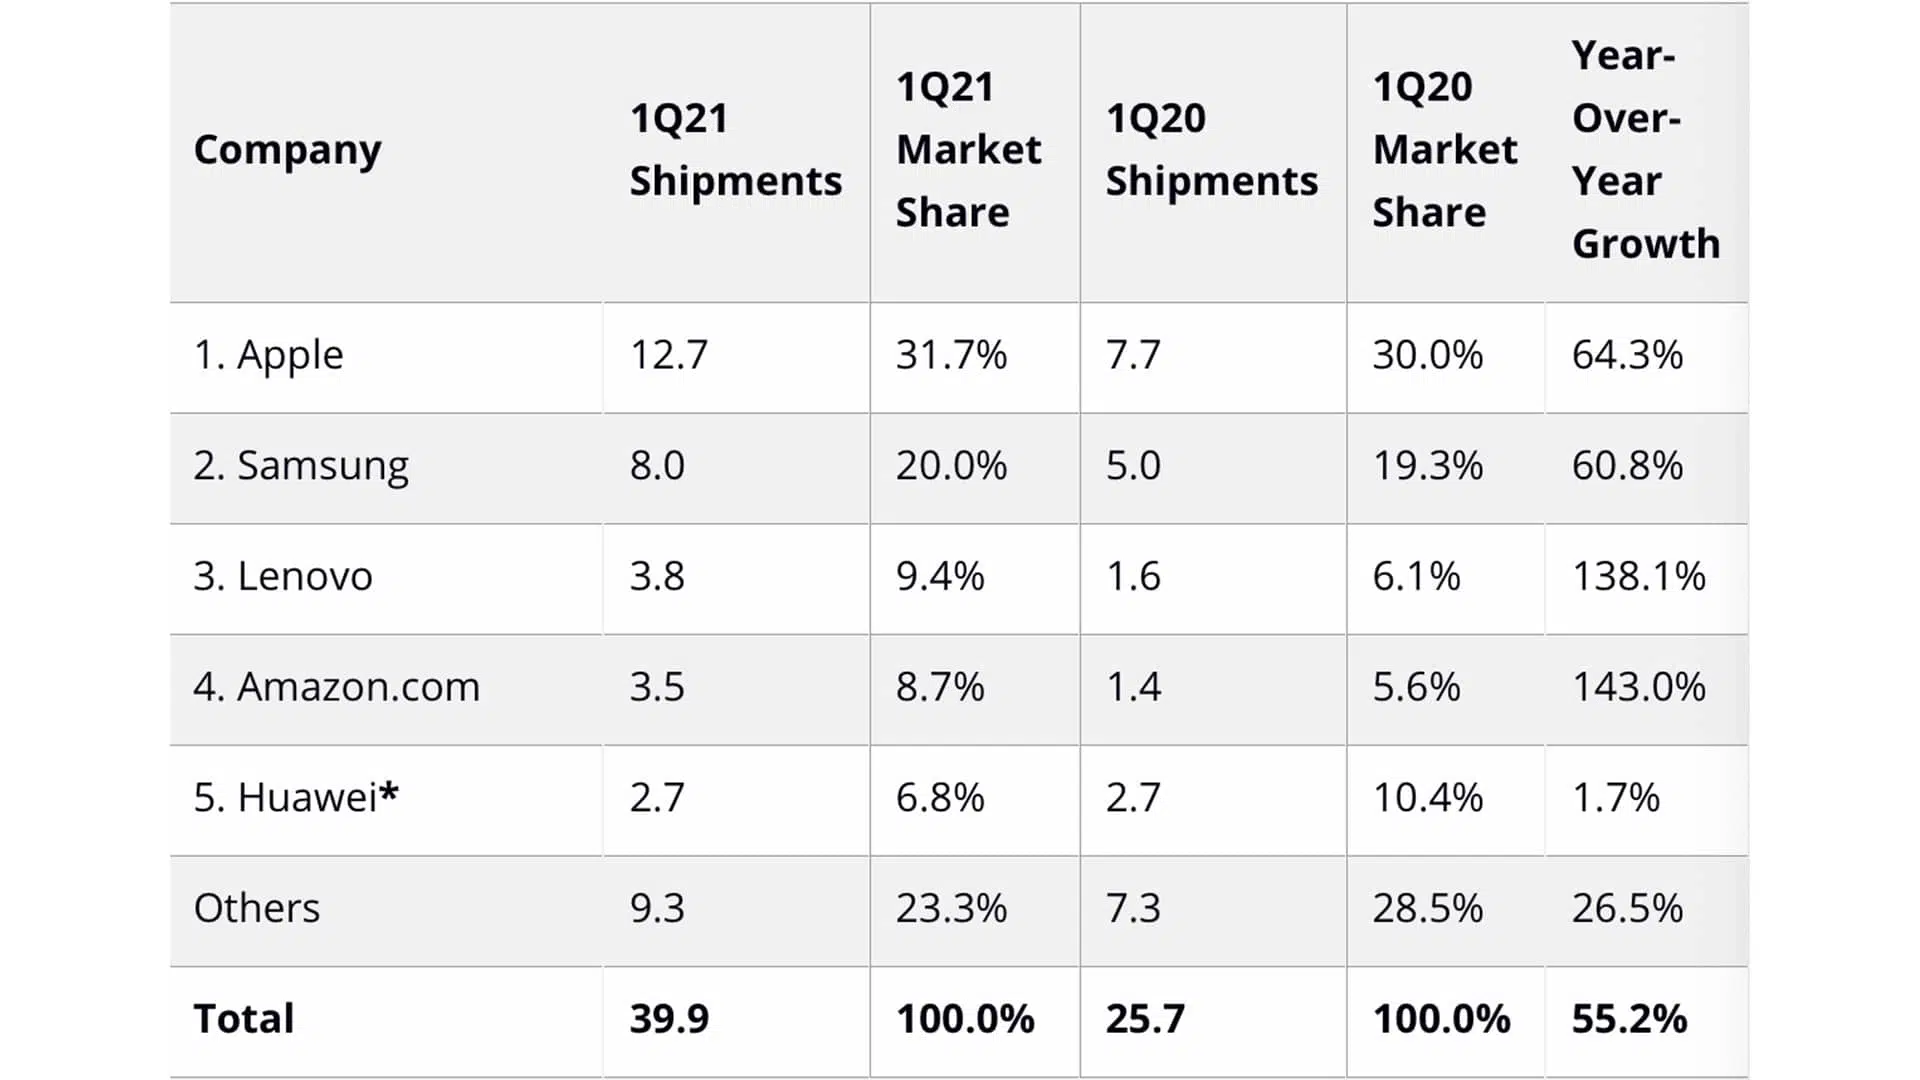 Company 1Q21 Shipments 1Q21 Market Share 1Q20 Shipments 1Q20 Market Share Year-Over-Year Growth
1. Apple 12.7 31.7% 7.7 30.0% 64.3%
2. Samsung 8.0 20.0% 5.0 19.3% 60.8%
3. Lenovo 3.8 9.4% 1.6 6.1% 138.1%
4. Amazon.com 3.5 8.7% 1.4 5.6% 143.0%
5. Huawei* 2.7 6.8% 2.7 10.4% 1.7%
Others 9.3 23.3% 7.3 28.5% 26.5%
Total 39.9 100.0% 25.7 100.0% 55.2%